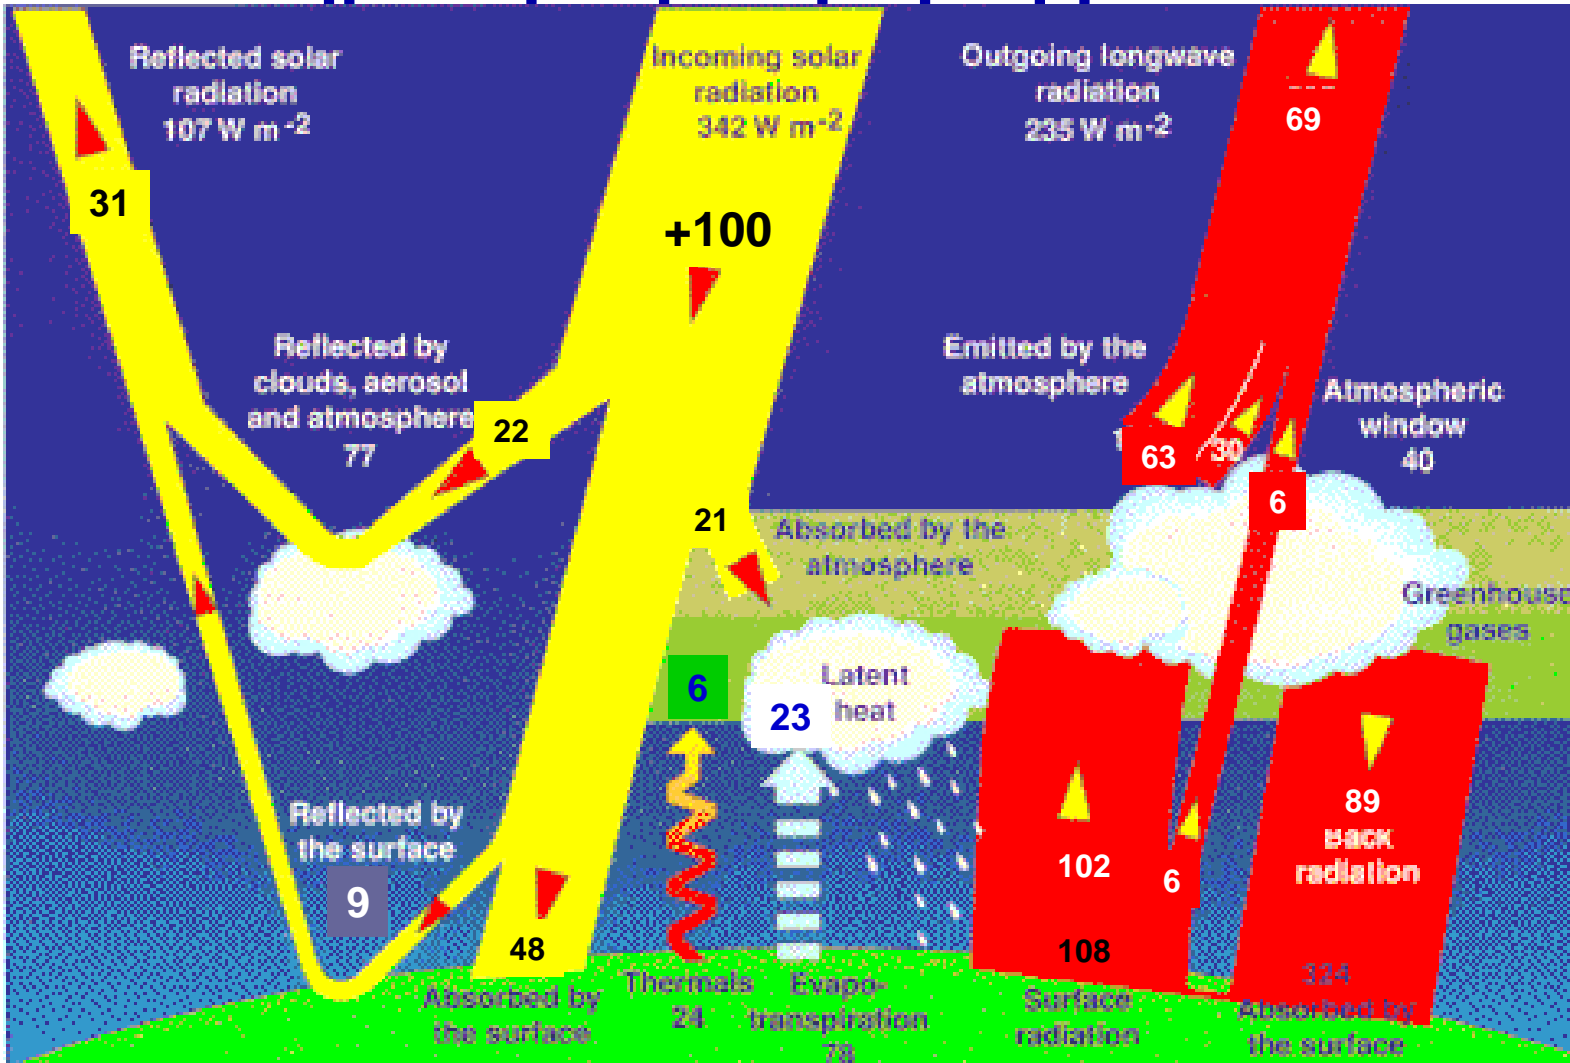 Reflected solar
radiation
107 W m -2
31
Incoming solar
radiation
342 W m -2
+100
Outgoing longwave
radiation
235 W m -2
69
Reflected by
clouds, aerosol
and atmosphere
77
22
Emitted by the
atmosphere
63
30
Atmospheric
window
40
6
21
Absorbed by the
atmosphere
Greenhouse
gases
6
Latent
heat
23
Reflected by
the surface
9
48
Absorbed by
the surface
Thermals
24
Evapo-
transpiration
78
102
6
108
Surface
radiation
89
Back
radiation
324
Absorbed by
the surface